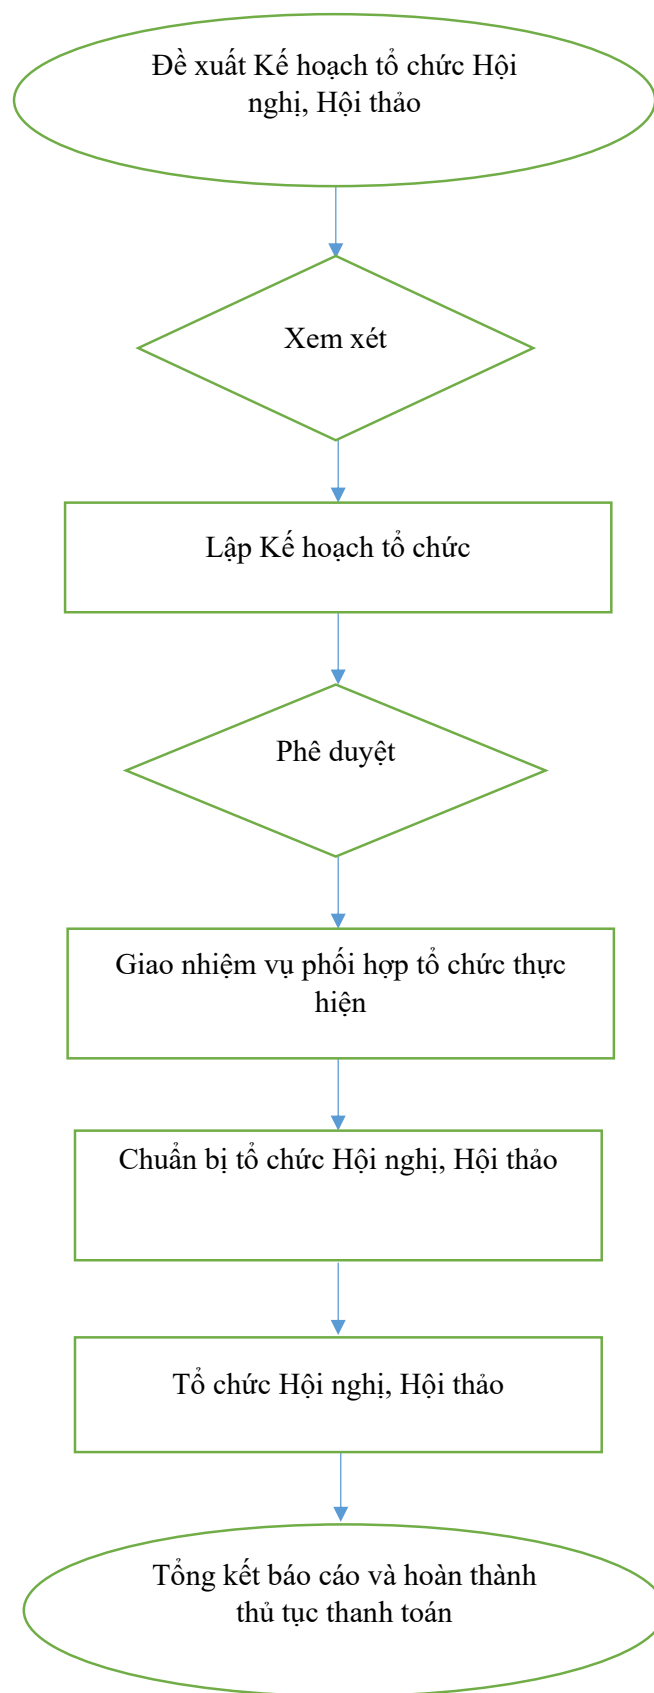 Đề xuất Kế hoạch tổ chức Hội
nghị, Hội thảo
Xem xét
Lập Kế hoạch tổ chức
Phê duyệt
Giao nhiệm vụ phối hợp tổ chức thực
hiện
Chuẩn bị tổ chức Hội nghị, Hội thảo
Tổ chức Hội nghị, Hội thảo
Tổng kết báo cáo và hoàn thành
thủ tục thanh toán